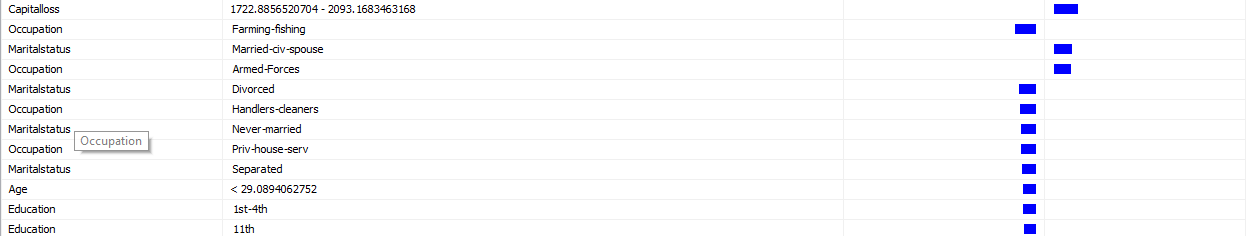 Capitalloss 1722.8856520704 - 2093.1683463168
Occupation Farming-fishing
Maritalstatus Married-civ-spouse
Occupation Armed-Forces
Maritalstatus Divorced
Occupation Handlers-cleaners
Maritalstatus Never-married
Occupation
Occupation Priv-house-serv
Maritalstatus Separated
Age < 29.0894062752
Education 1st-4th
Education 11th